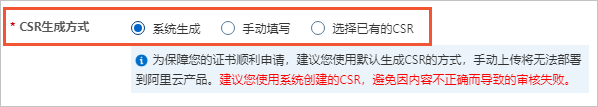 * CSR生成方式 系统生成 手动填写 选择已有的CSR
为保障您的证书顺利申请，建议您使用默认生成CSR的方式，手动上传将无法部署
到阿里云产品。建议您使用系统创建的CSR，避免因内容不正确而导致的审核失败。